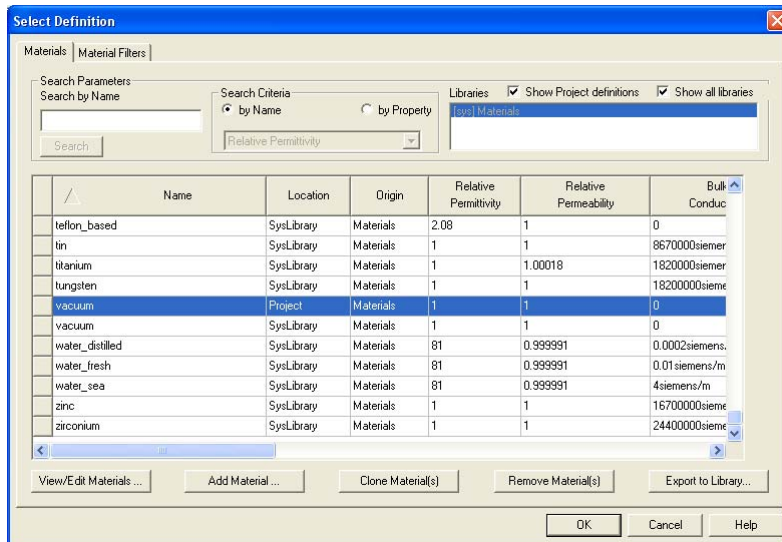 Select Definition
Materials Material Filters
Search Parameters
Search by Name
Search
Search Criteria
by Name by Property
Relative Permittivity
Libraries Show Project definitions Show all libraries
[sys] Materials
Name Location Origin Relative Permittivity Relative Permeability Bulk Conduc
teflon_based SysLibrary Materials 2.08 1 0
tin SysLibrary Materials 1 1 8670000siemen
titanium SysLibrary Materials 1 1.00018 1820000siemen
tungsten SysLibrary Materials 1 1 18200000sieme
vacuum Project Materials 1 1 0
vacuum SysLibrary Materials 1 1 0
water_distilled SysLibrary Materials 81 0.999991 0.0002siemens.
water_fresh SysLibrary Materials 81 0.999991 0.01siemens/m
water_sea SysLibrary Materials 81 0.999991 4siemens/m
zinc SysLibrary Materials 1 1 16700000sieme
zirconium SysLibrary Materials 1 1 24400000sieme
View/Edit Materials ... Add Material ... Clone Material(s) Remove Material(s) Export to Library...
OK Cancel Help